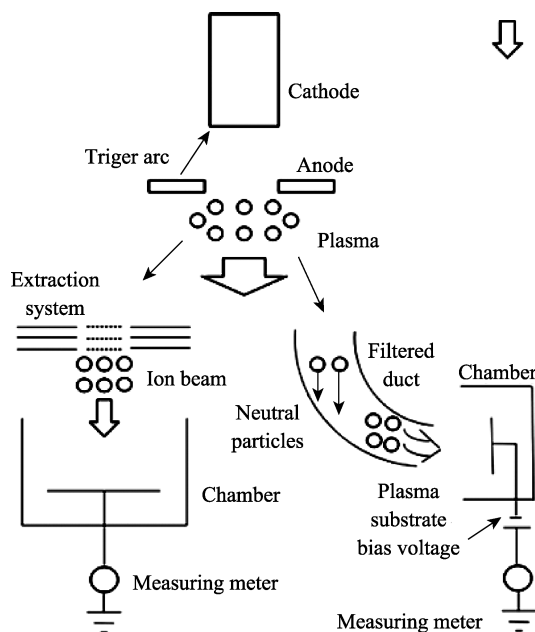 Cathode
Triger arc
Anode
Plasma
Extraction
system
Ion beam
Filtered
duct
Chamber
Neutral
particles
Chamber
Plasma
substrate
bias voltage
Measuring meter
Measuring meter